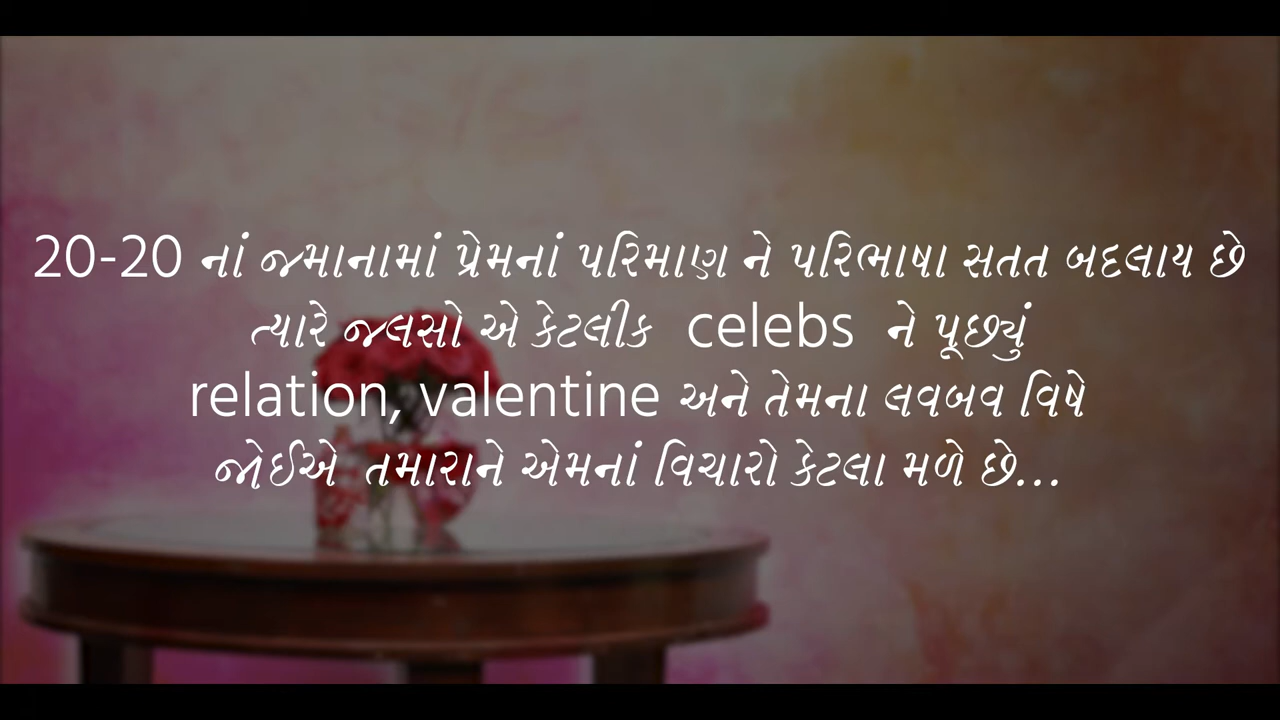 20-20 નાં જમાનામાં પ્રેમનાં પરિમાણ ને પરિભાષા સતત બદલાય છે
ત્યારે જલસો એ કેટલીક celebs ને પૂછ્યું
relation, valentine અને તેમના લવબવ વિષે
જોઈએ તમારાને એમનાં વિચારો કેટલા મળે છે...